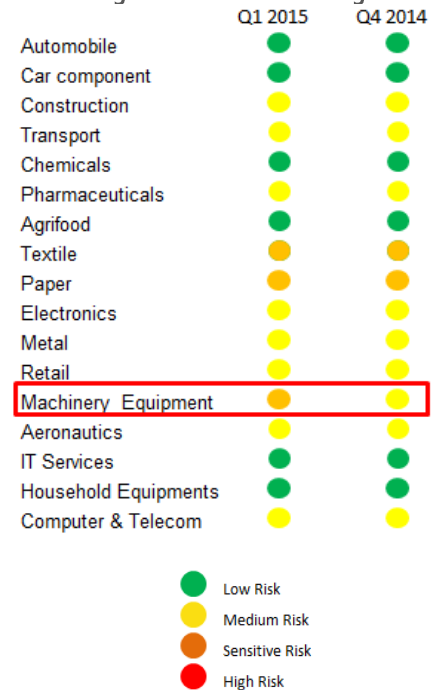 Q1 2015 Q4 2014
Automobile
Car component
Construction
Transport
Chemicals
Pharmaceuticals
Agrifood
Textile
Paper
Electronics
Metal
Retail
Machinery Equipment
Aeronautics
IT Services
Household Equipments
Computer & Telecom
Low Risk
Medium Risk
Sensitive Risk
High Risk